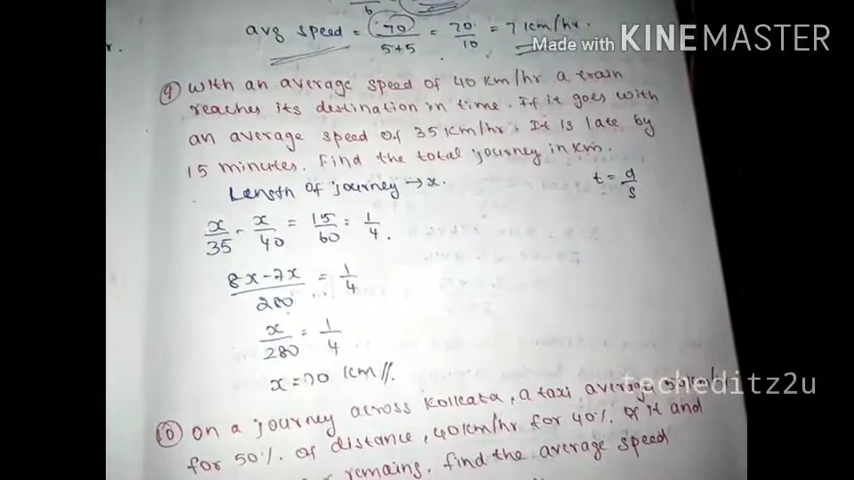 avg speed = 70/5+5 = 70/10 = 7 km/hr.
Made with KINEMASTER
9 With an average speed of 40 km/hr a train
reaches its destination in time. If it goes with
an average speed of 35 km/hr. It is late by
15 minutes. Find the total journey in km.
Length of journey → x.
t = d/s
x/35 - x/40 = 15/60 = 1/4.
8x-7x/280 = 1/4
x/280 = 1/4
x = 70 km//.
techeditz2u
10 on a journey across Kolkata, a taxi average 50 km/hr
for 50%. of distance, 40 km/hr for 40%. of it and
remaining. find the average speed